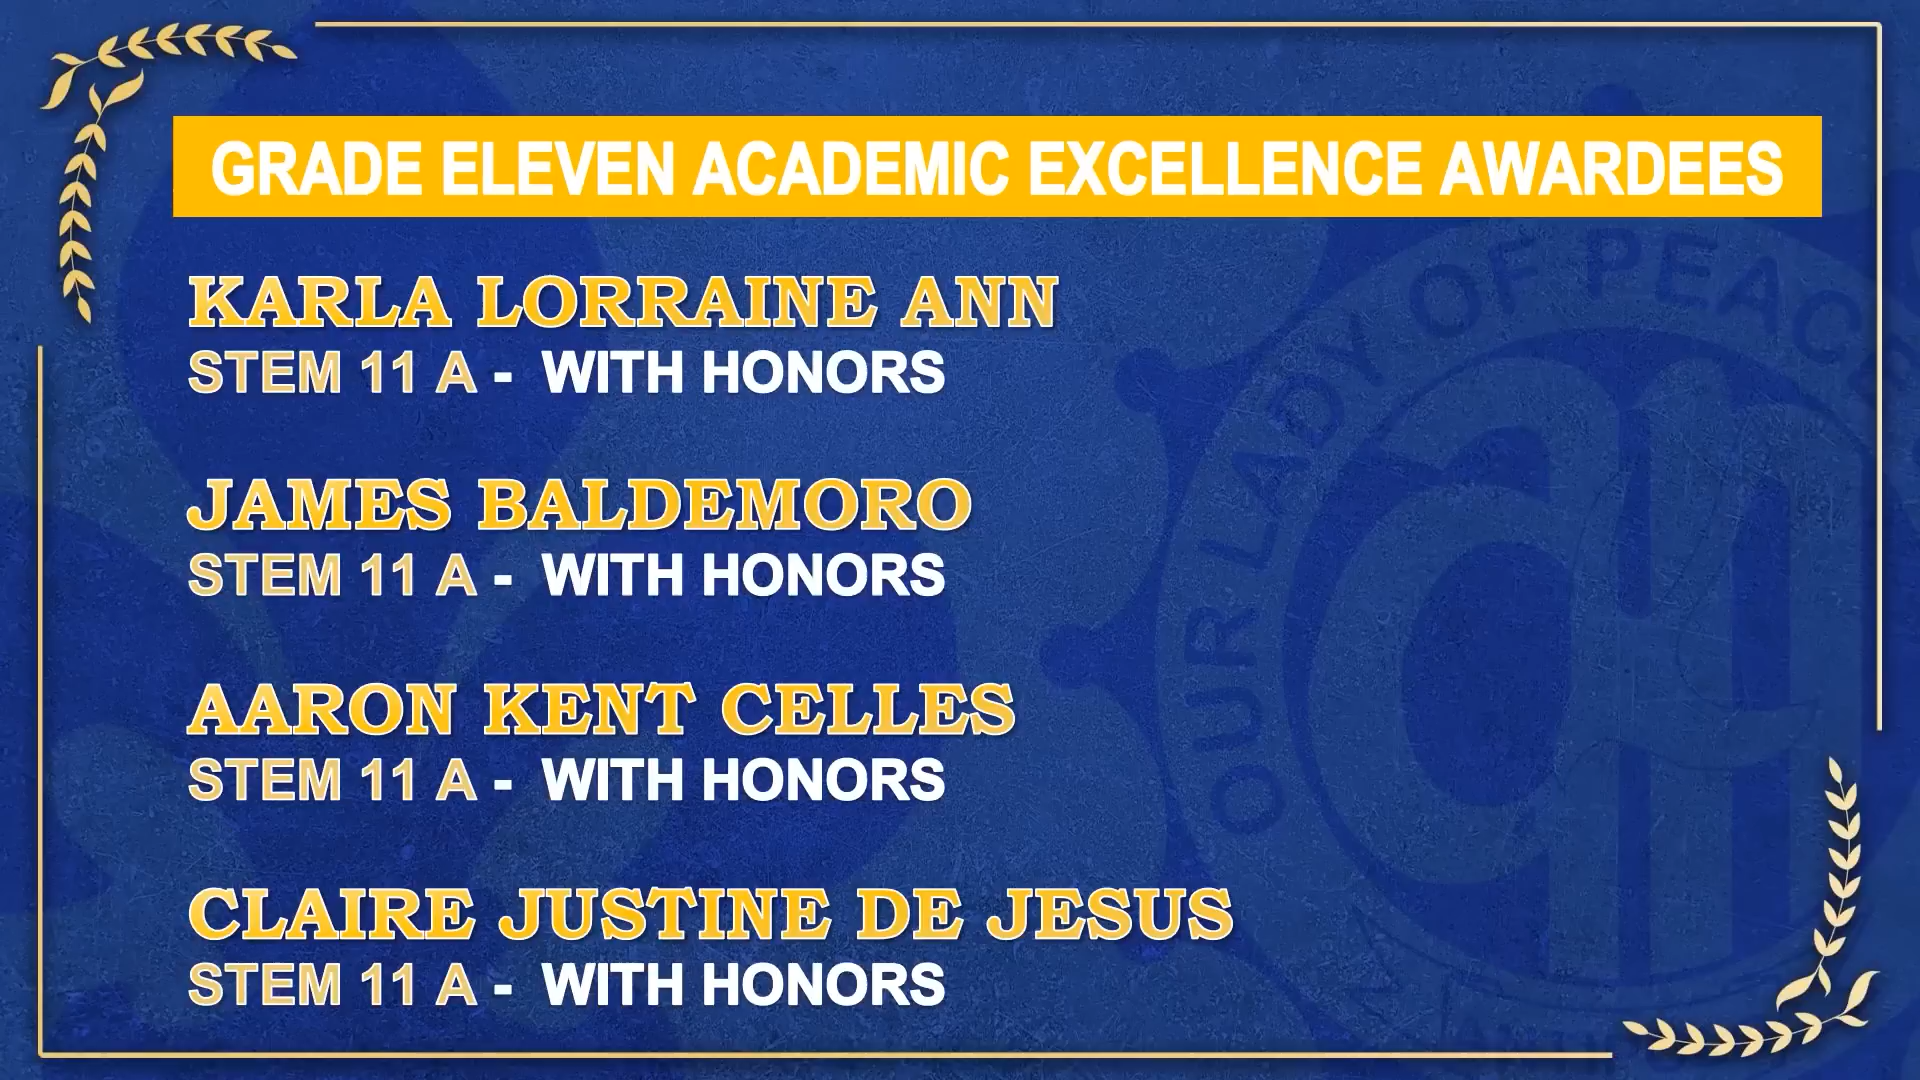 GRADE ELEVEN ACADEMIC EXCELLENCE AWARDEES
KARLA LORRAINE ANN
STEM 11 A - WITH HONORS
JAMES BALDEMORO
STEM 11 A - WITH HONORS
AARON KENT CELLES
STEM 11 A - WITH HONORS
CLAIRE JUSTINE DE JESUS
STEM 11 A - WITH HONORS
OUR LADY OF PEACE